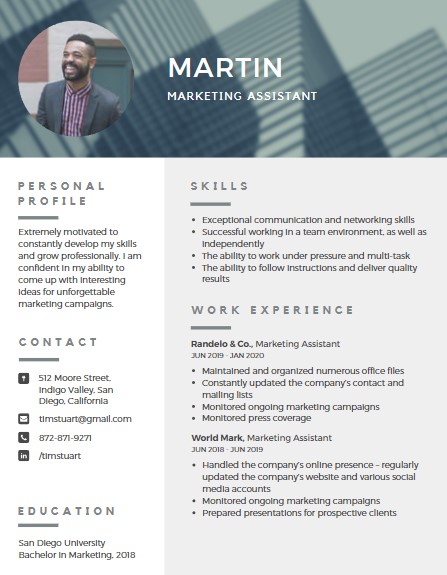 MARTIN
MARKETING ASSISTANT
PERSONAL
PROFILE
Extremely motivated to
constantly develop my skills
and grow professionally. I am
confident in my ability to
come up with interesting
ideas for unforgettable
marketing campaigns.
CONTACT
512 Moore Street,
Indigo Valley, San
Diego, California
timstuart@gmail.com
872-871-9271
/timstuart
EDUCATION
San Diego University
Bachelor in Marketing, 2018
SKILLS
• Exceptional communication and networking skills
• Successful working in a team environment, as well as
independently
• The ability to work under pressure and multi-task
• The ability to follow instructions and deliver quality
results
WORK EXPERIENCE
Randelo & Co., Marketing Assistant
JUN 2019 - JAN 2020
• Maintained and organized numerous office files
• Constantly updated the company's contact and
mailing lists
• Monitored ongoing marketing campaigns
• Monitored press coverage
World Mark, Marketing Assistant
JUN 2018 - JUN 2019
• Handled the company's online presence – regularly
updated the company's website and various social
media accounts
• Monitored ongoing marketing campaigns
• Prepared presentations for prospective clients